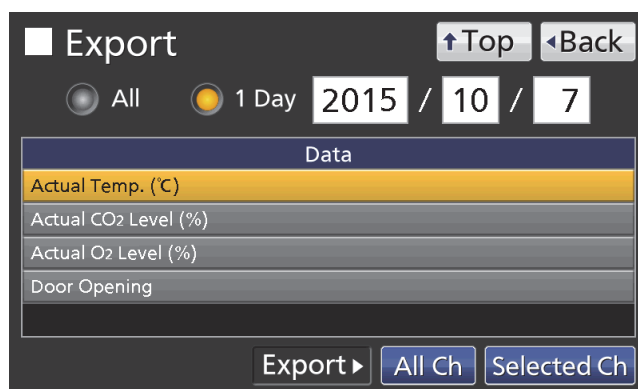 Export ↑Top ◂Back
All 1 Day 2015 / 10 / 7
Data
Actual Temp. (℃)
Actual CO2 Level (%)
Actual O2 Level (%)
Door Opening
Export▸ All Ch Selected Ch